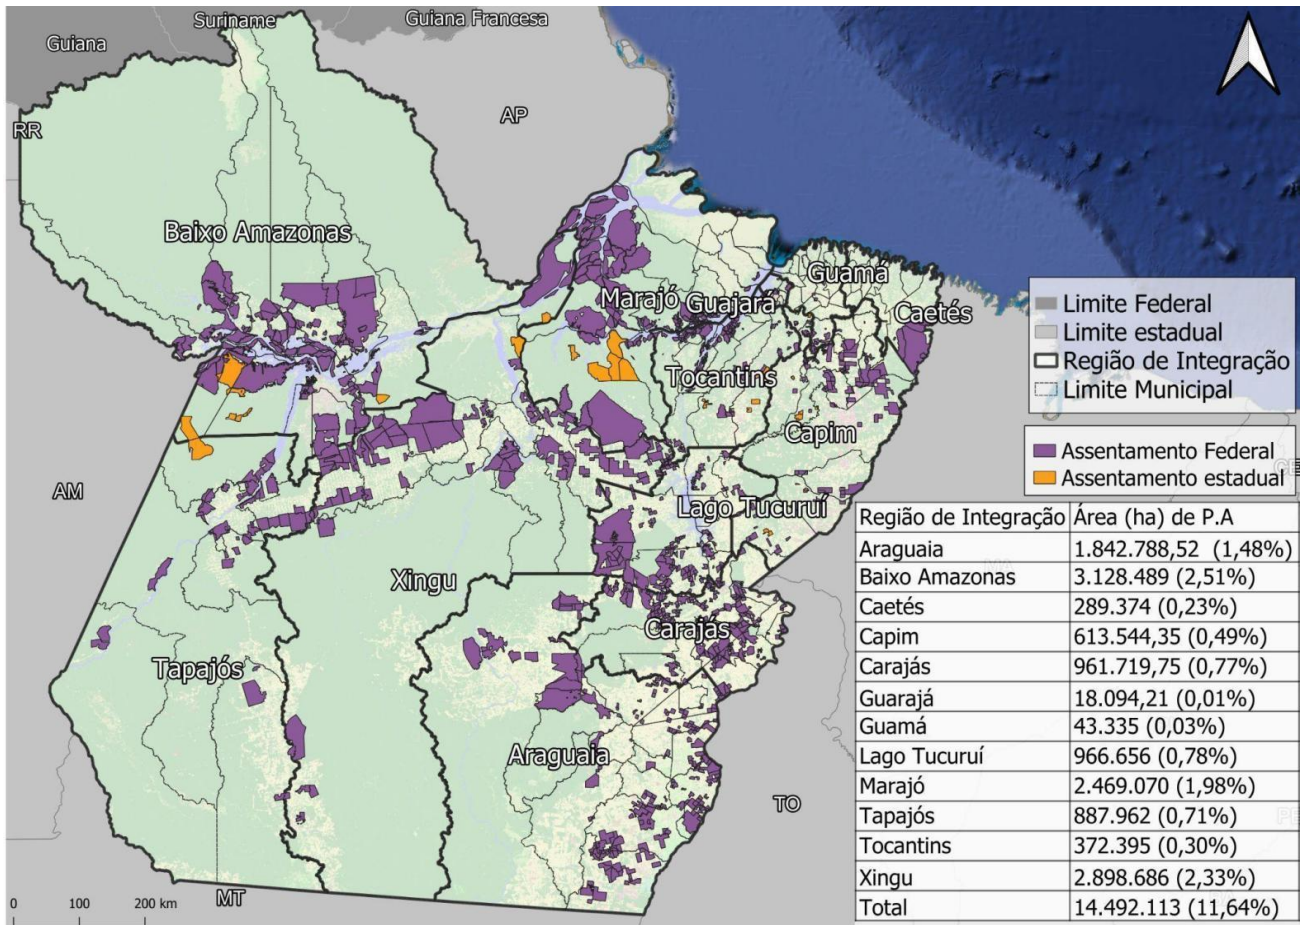 Suriname
Guiana Francesa
Guiana
AP
RR
Baixo Amazonas
Guamá
Marajó
Guajará
Caetés
Limite Federal
Limite estadual
Região de Integração
Limite Municipal
Tocantins
Capim
Assentamento Federal
Assentamento estadual
AM
Lago Tucuruí
Xingu
Carajás
Tapajós
Araguaia
TO
MT
0 100 200 km
Região de Integração Área (ha) de P.A
Araguaia 1.842.788,52 (1,48%)
Baixo Amazonas 3.128.489 (2,51%)
Caetés 289.374 (0,23%)
Capim 613.544,35 (0,49%)
Carajás 961.719,75 (0,77%)
Guarajá 18.094,21 (0,01%)
Guamá 43.335 (0,03%)
Lago Tucuruí 966.656 (0,78%)
Marajó 2.469.070 (1,98%)
Tapajós 887.962 (0,71%)
Tocantins 372.395 (0,30%)
Xingu 2.898.686 (2,33%)
Total 14.492.113 (11,64%)